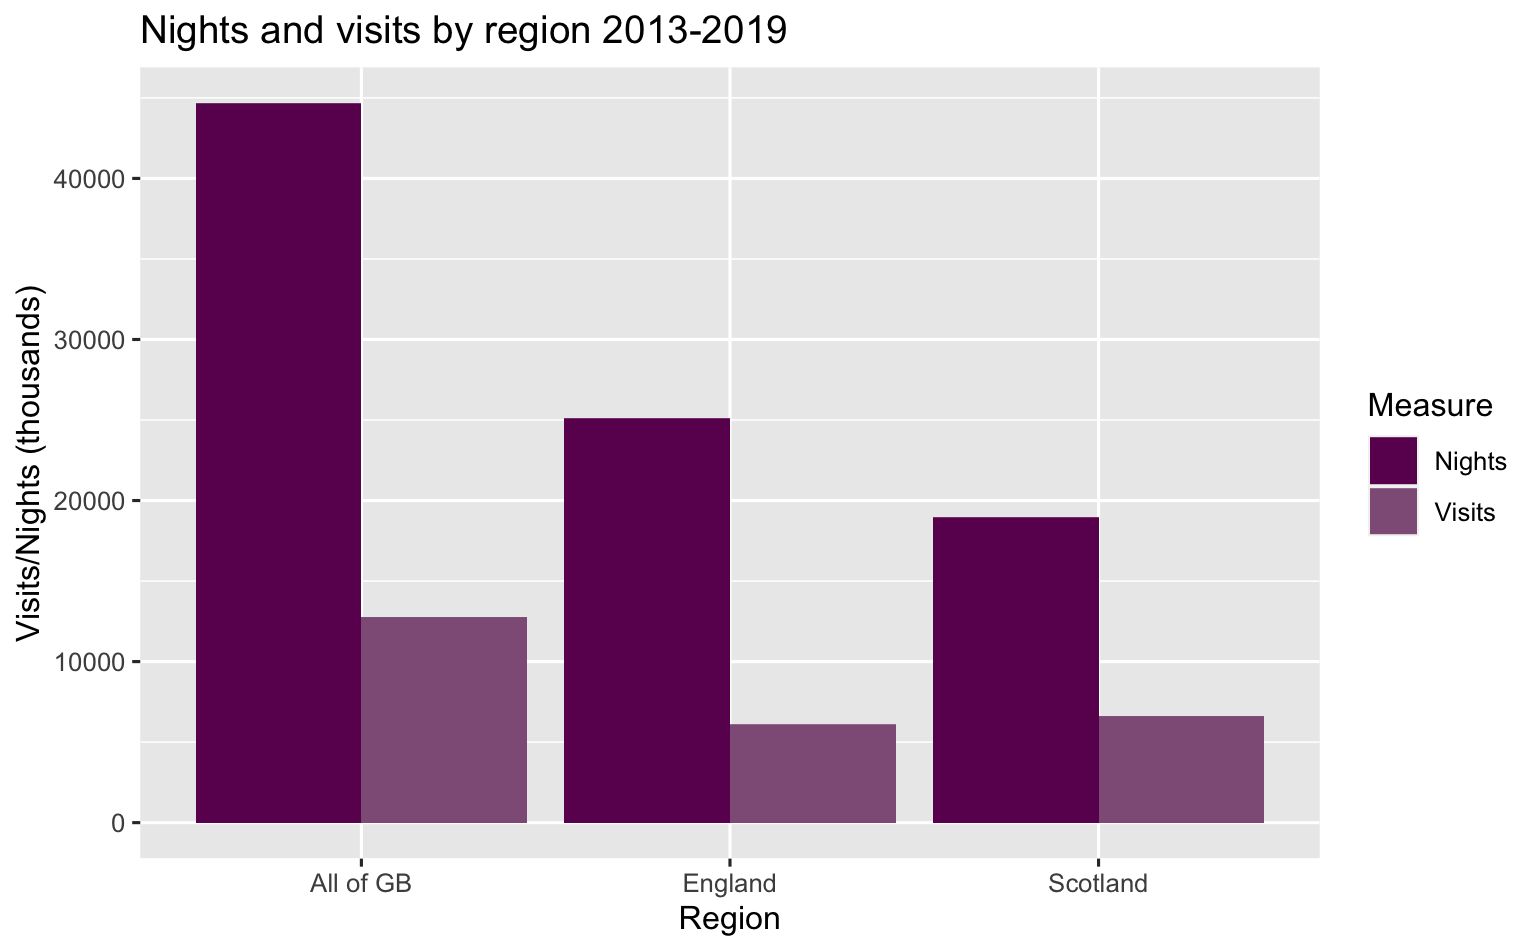 Nights and visits by region 2013-2019
Visits/Nights (thousands)
40000
30000
20000
10000
0
All of GB
England
Scotland
Region
Measure
Nights
Visits